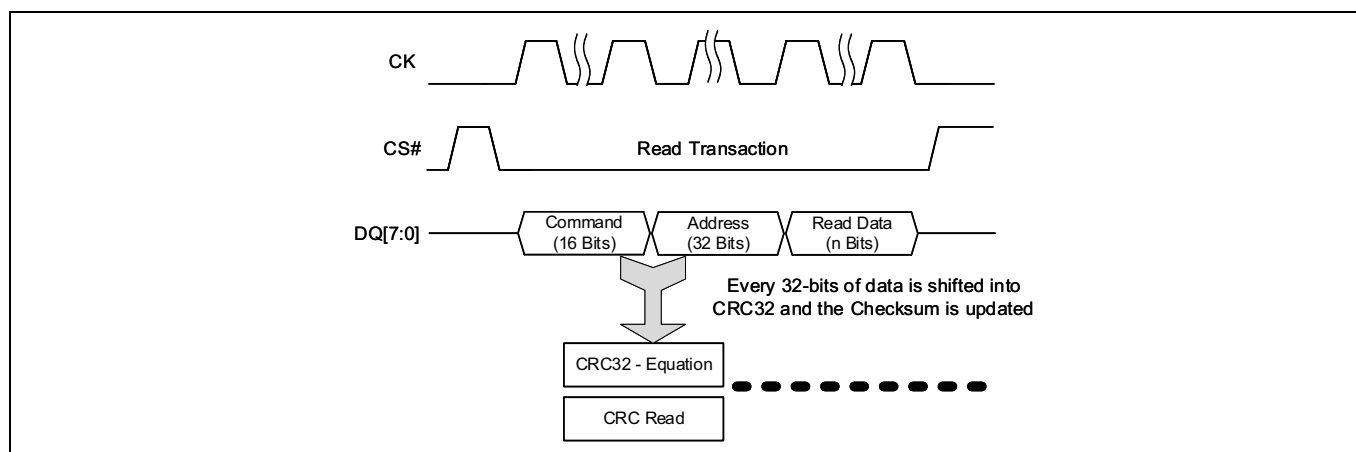 CK
CS#
Read Transaction
DQ[7:0]
Command
(16 Bits)
Address
(32 Bits)
Read Data
(n Bits)
Every 32-bits of data is shifted into
CRC32 and the Checksum is updated
CRC32 - Equation
CRC Read